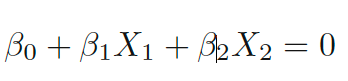 β₀ + β₁X₁ + β₂X₂ = 0